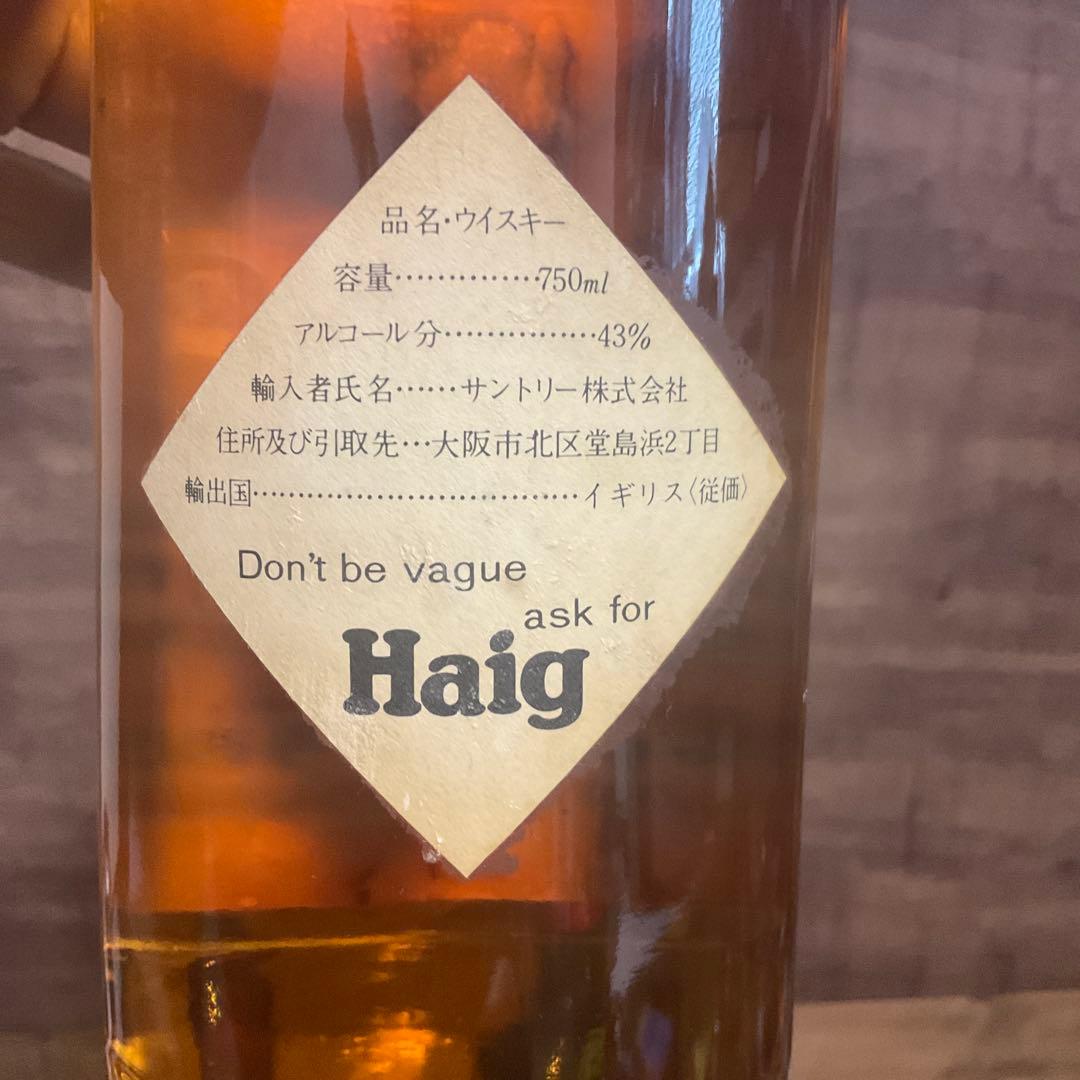 品名・ウイスキー
容量……………750ml
アルコール分……………43%
輸入者氏名……サントリー株式会社
住所及び引取先…大阪市北区堂島浜2丁目
輸出国……………………………イギリス〈従価〉
Don't be vague
ask for
Haig